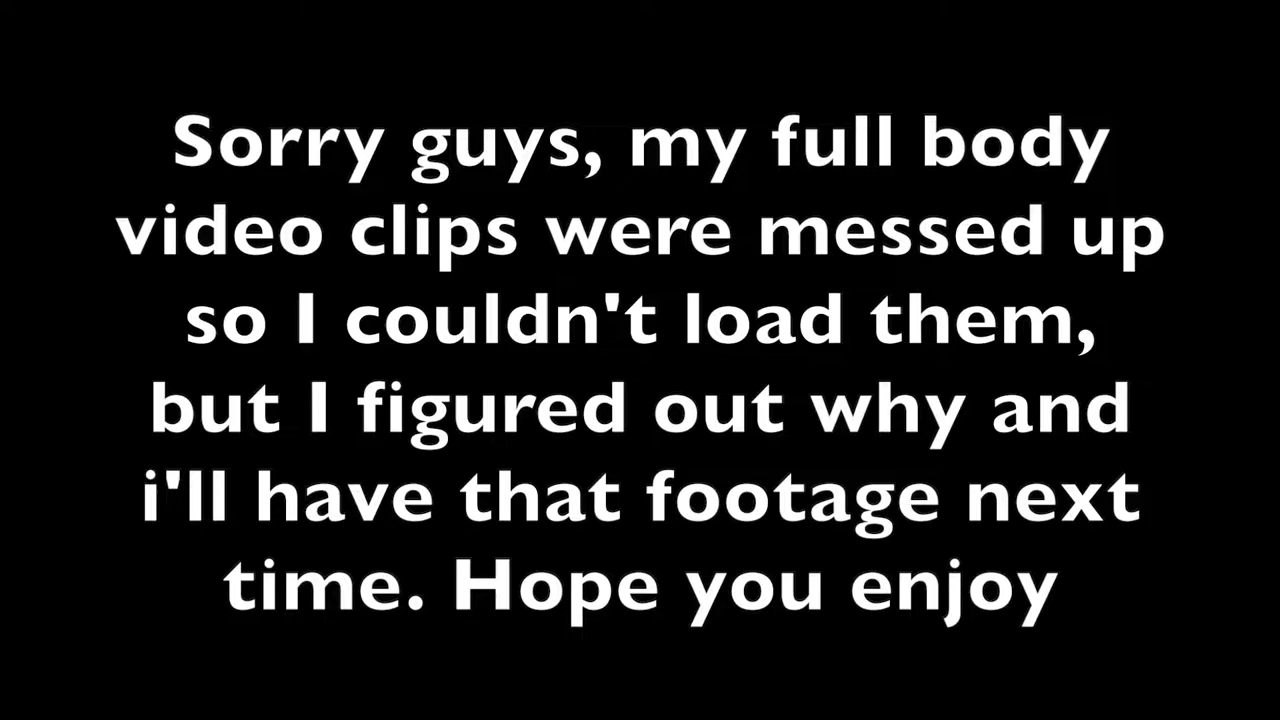 Sorry guys, my full body
video clips were messed up
so I couldn't load them,
but I figured out why and
i'll have that footage next
time. Hope you enjoy